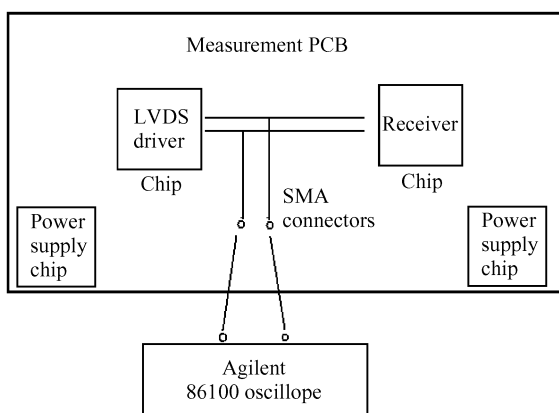 Measurement PCB
LVDS
driver
Chip
Receiver
Chip
SMA
connectors
Power
supply
chip
Power
supply
chip
Agilent
86100 oscillope